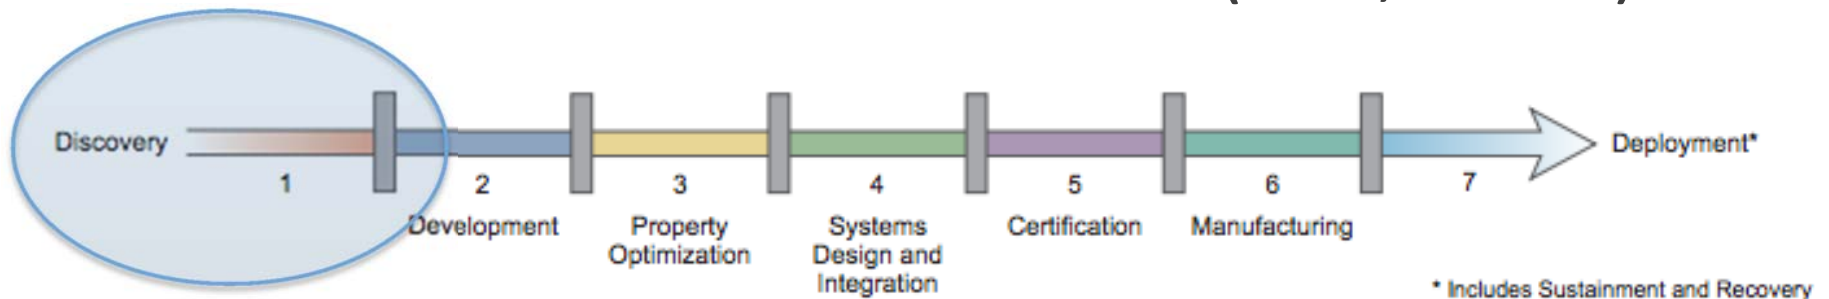 Discovery
Deployment*
1
2
3
4
5
6
7
Development
Property
Optimization
Systems
Design and
Integration
Certification
Manufacturing
* Includes Sustainment and Recovery